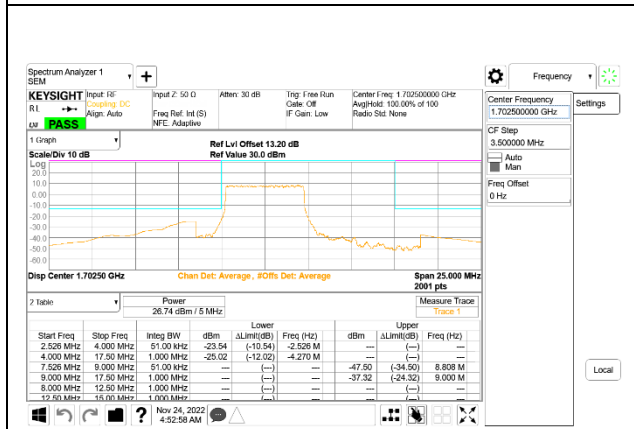 Spectrum Analyzer 1
SEM
+
Frequency
KEYSIGHT
R L
PASS
Input: RF
Coupling: DC
Align: Auto
Input Z: 50 Ω
Freq Ref: Int (S)
NFE: Adaptive
Atten: 30 dB
Trig: Free Run
Gate: Off
IF Gain: Low
Center Freq: 1.702500000 GHz
Avg|Hold: 100.00% of 100
Radio Std: None
Center Frequency
1.702500000 GHz
Settings
CF Step
3.500000 MHz
Auto
Man
Freq Offset
0 Hz
1 Graph
Scale/Div 10 dB
Ref Lvl Offset 13.20 dB
Ref Value 30.0 dBm
Log
20.0
10.0
0.00
-10.0
-20.0
-30.0
-40.0
-50.0
-60.0
Disp Center 1.70250 GHz
Chan Det: Average, #Offs Det: Average
Span 25.000 MHz
2001 pts
2 Table
Power
26.74 dBm / 5 MHz
Measure Trace
Trace 1
Lower Upper
Start Freq Stop Freq Integ BW dBm ΔLimit(dB) Freq (Hz) dBm ΔLimit(dB) Freq (Hz)
2.526 MHz 4.000 MHz 51.00 kHz -23.54 (-10.54) -2.526 M --- (---) ---
4.000 MHz 17.50 MHz 1.000 MHz -25.02 (-12.02) -4.270 M --- (---) ---
7.526 MHz 9.000 MHz 51.00 kHz --- (---) --- -47.50 (-34.50) 8.808 M
9.000 MHz 17.50 MHz 1.000 MHz --- (---) --- -37.32 (-24.32) 9.000 M
8.000 MHz 12.50 MHz 1.000 MHz --- (---) --- --- (---) ---
12.50 MHz 15.00 MHz 1.000 MHz --- (---) --- --- (---) ---
Local
?
Nov 24, 2022
4:52:58 AM